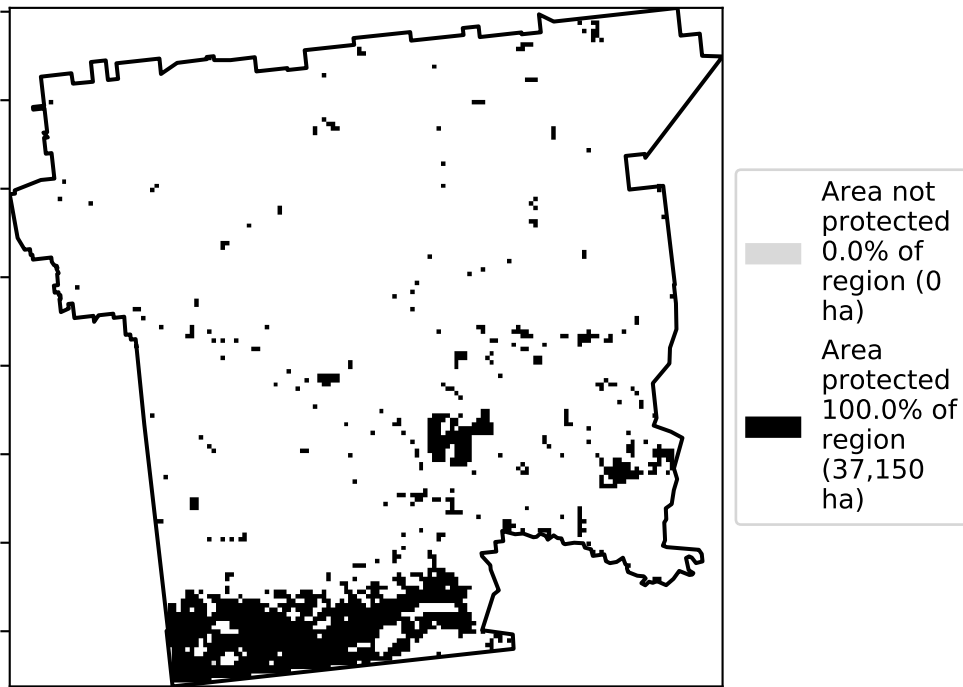 Area not
protected
0.0% of
region (0
ha)
Area
protected
100.0% of
region
(37,150
ha)